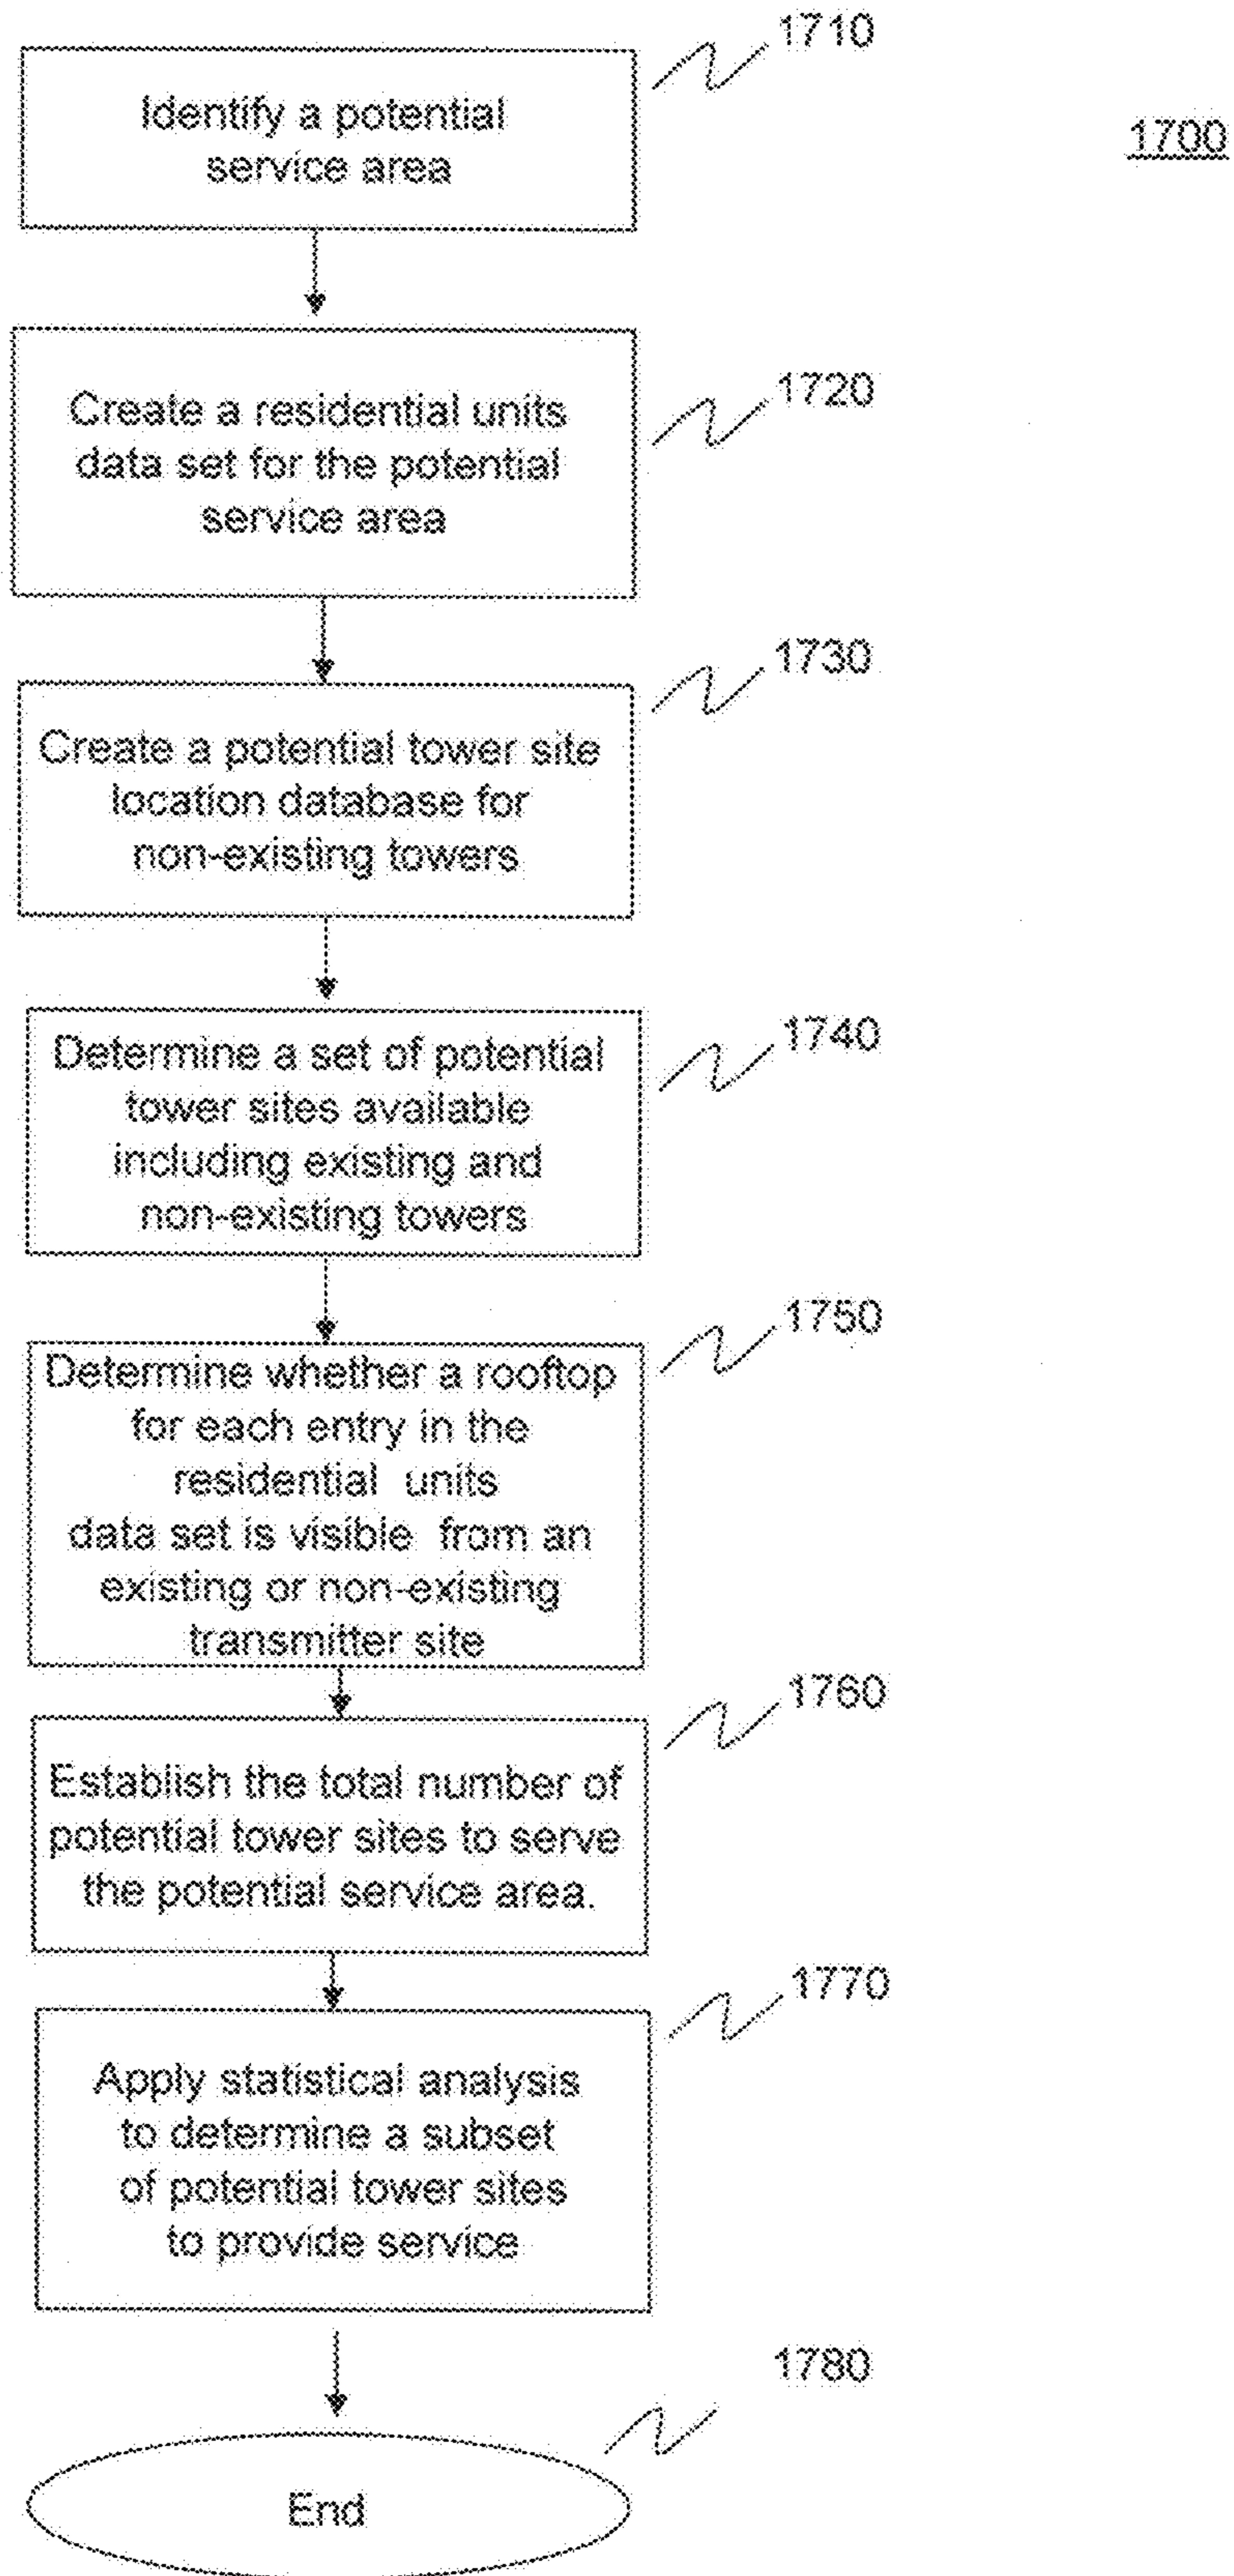 1710
1700
Identify a potential
service area
1720
Create a residential units
data set for the potential
service area
1730
Create a potential tower site
location database for
non-existing towers
1740
Determine a set of potential
tower sites available
including existing and
non-existing towers
1750
Determine whether a rooftop
for each entry in the
residential units
data set is visible from an
existing or non-existing
transmitter site
1760
Establish the total number of
potential tower sites to serve
the potential service area.
1770
Apply statistical analysis
to determine a subset
of potential tower sites
to provide service
1780
End